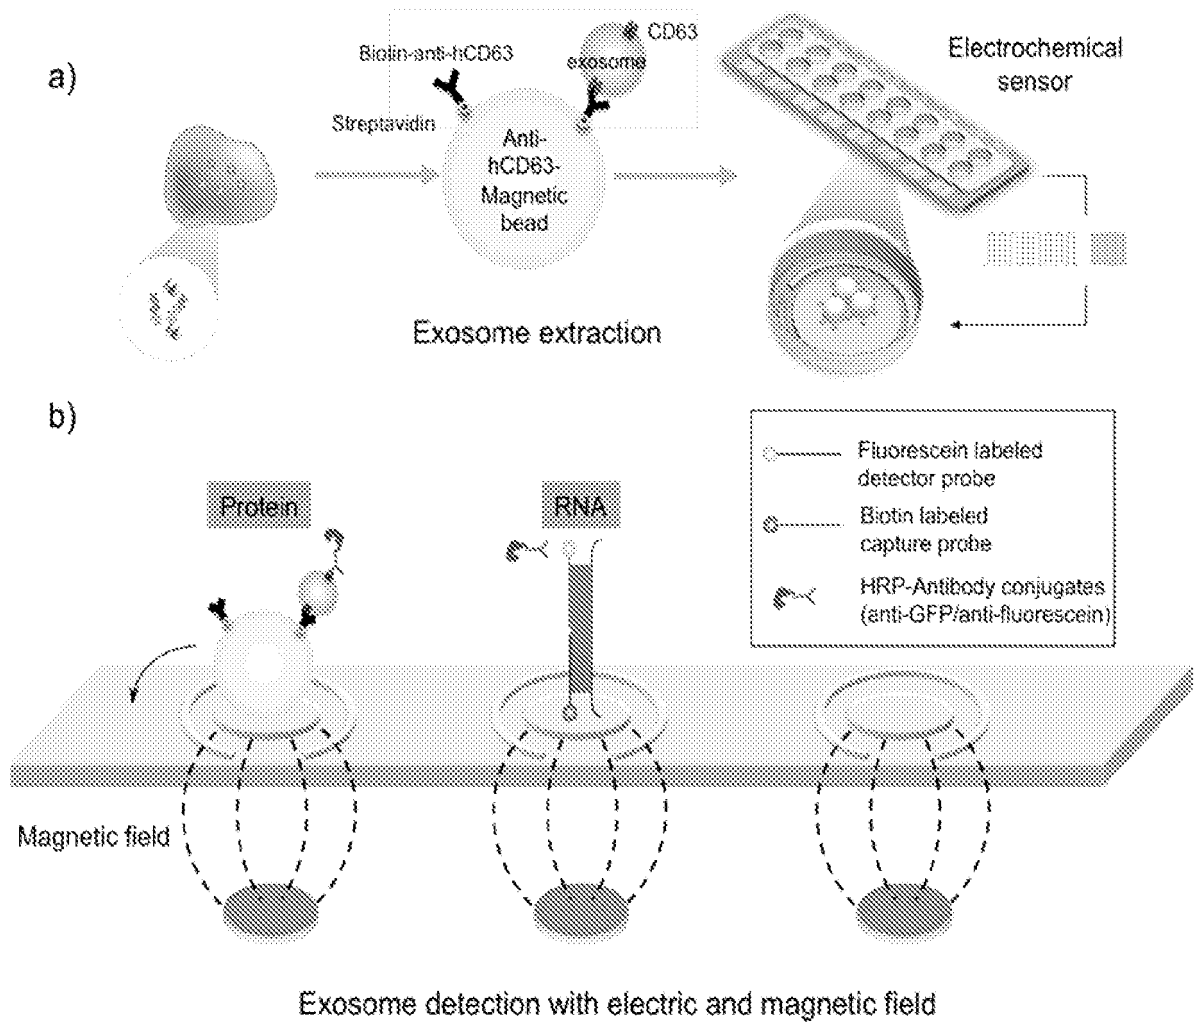 a)
Biotin-anti-hCD63
CD63
exosome
Streptavidin
Anti-
hCD63-
Magnetic
bead
Electrochemical
sensor
Exosome extraction
b)
Protein
RNA
Fluorescein labeled
detector probe
Biotin labeled
capture probe
HRP-Antibody conjugates
(anti-GFP/anti-fluorescein)
Magnetic field
Exosome detection with electric and magnetic field